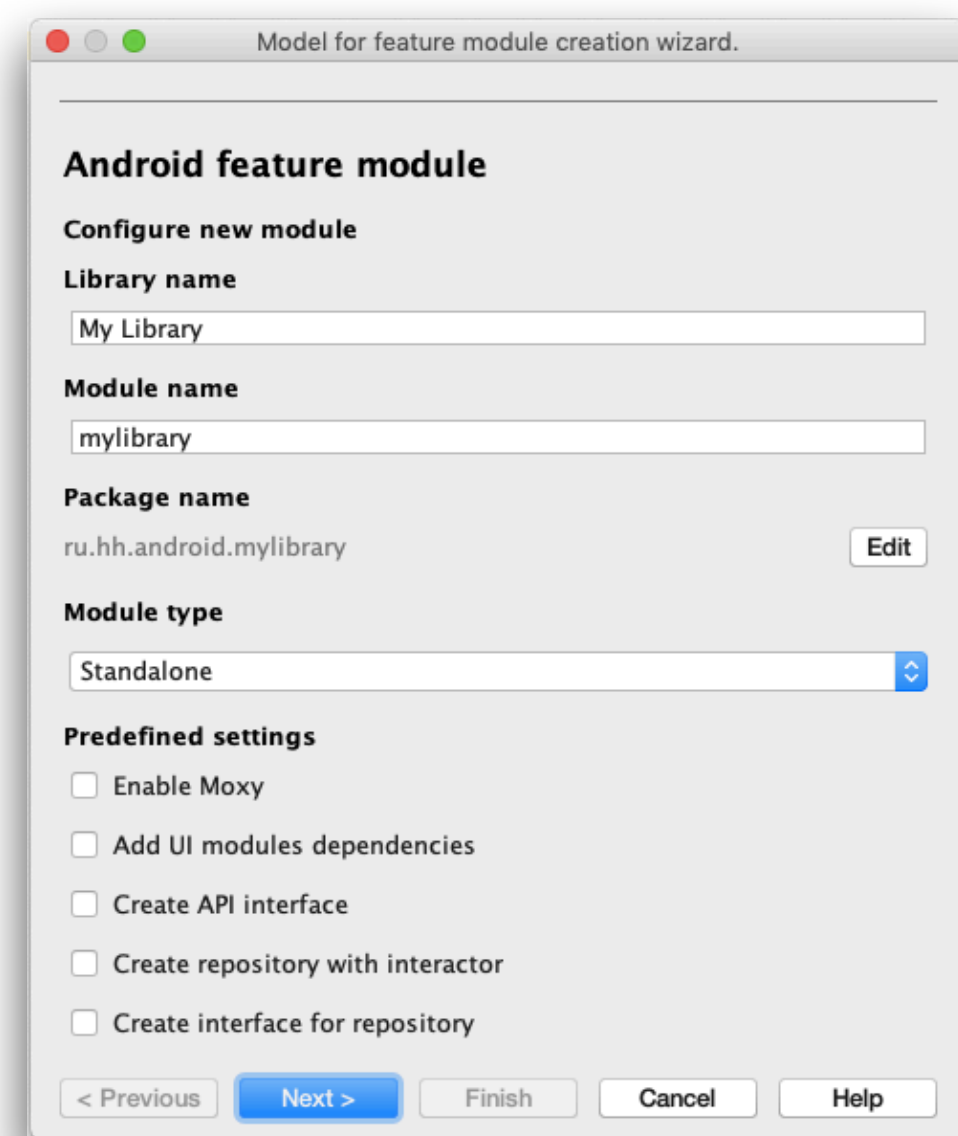 Model for feature module creation wizard.
Android feature module
Configure new module
Library name
My Library
Module name
mylibrary
Package name
ru.hh.android.mylibrary
Edit
Module type
Standalone
Predefined settings
Enable Moxy
Add UI modules dependencies
Create API interface
Create repository with interactor
Create interface for repository
< Previous Next > Finish Cancel Help